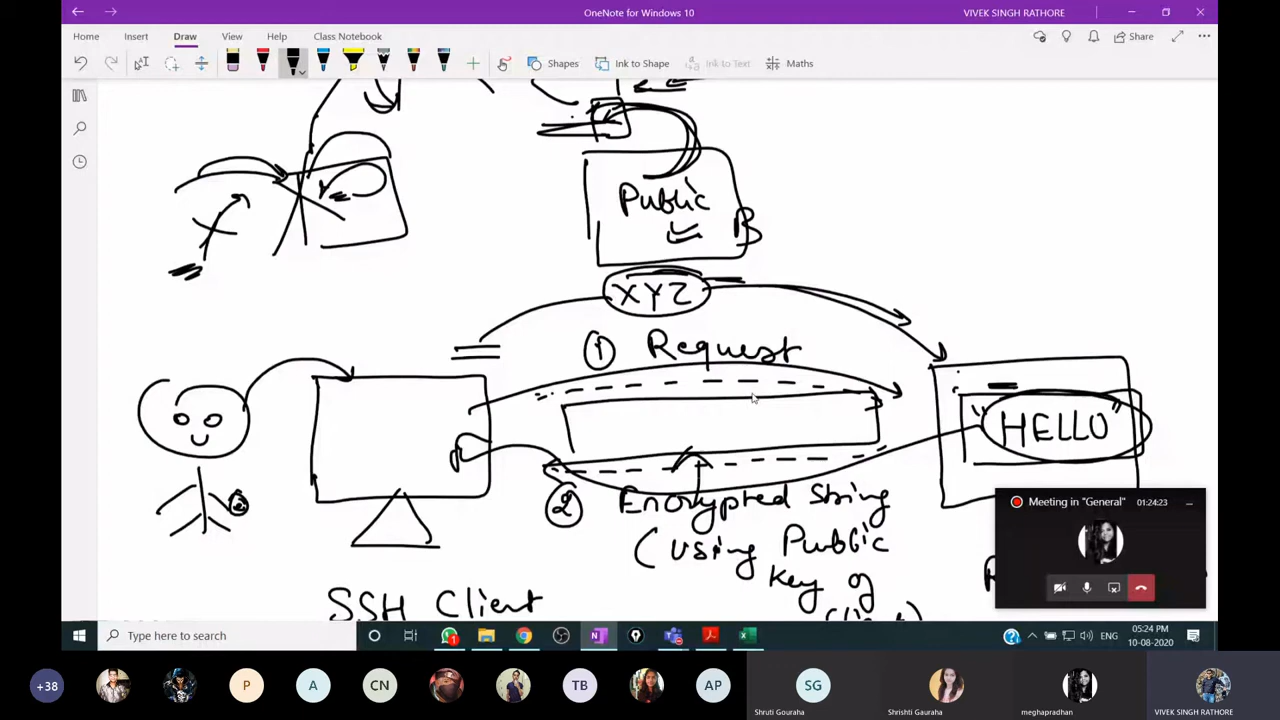 OneNote for Windows 10
VIVEK SINGH RATHORE
Home Insert Draw View Help Class Notebook
Share
Shapes Ink to Shape Ink to Text Maths
Public
B
XYZ
① Request
"HELLO"
② Encrypted String
(Using Public
Key of
Client)
SSH Client
Meeting in "General" 01:24:23
Type here to search
1
ENG
05:24 PM
10-08-2020
+38 P A CN TB AP SG
Shruti Gouraha Shrishti Gauraha meghapradhan VIVEK SINGH RATHORE